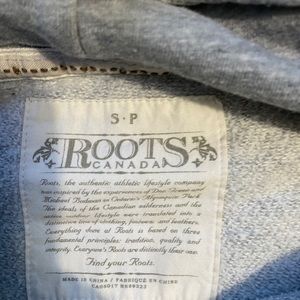 S·P
ROOTS
CANADA
Roots, the authentic athletic lifestyle company
was inspired by the experiences of Don Green and
Michael Budman in Ontario's Algonquin Park.
The ideals of the Canadian wilderness and the
active outdoor lifestyle were translated into a
distinctive line of clothing, footwear and leathers.
Everything done at Roots is based on three
fundamental principles: tradition, quality and
integrity. Everyone's Roots are distinctly their own.
Find your Roots.
MADE IN CHINA / FABRIQUE EN CHINE